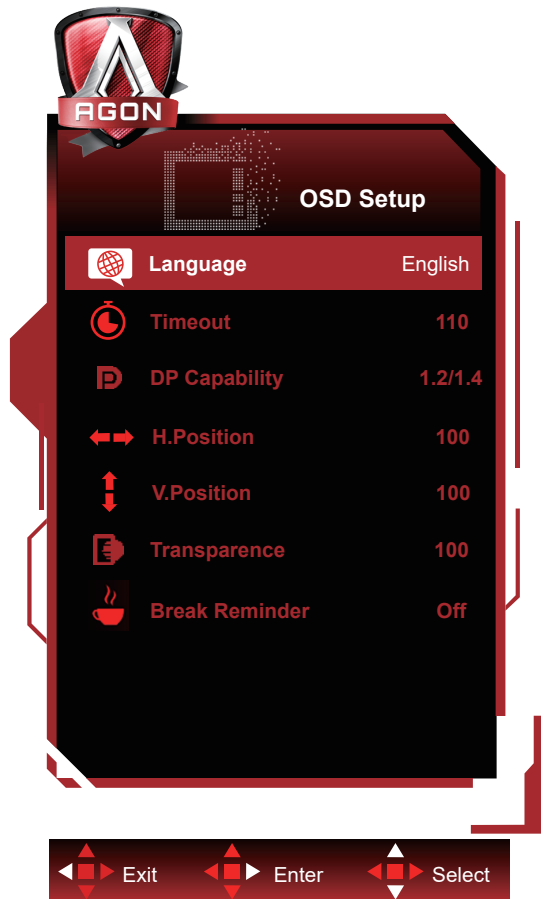 AGON
OSD Setup
Language English
Timeout 110
DP Capability 1.2/1.4
H.Position 100
V.Position 100
Transparence 100
Break Reminder Off
Exit Enter Select